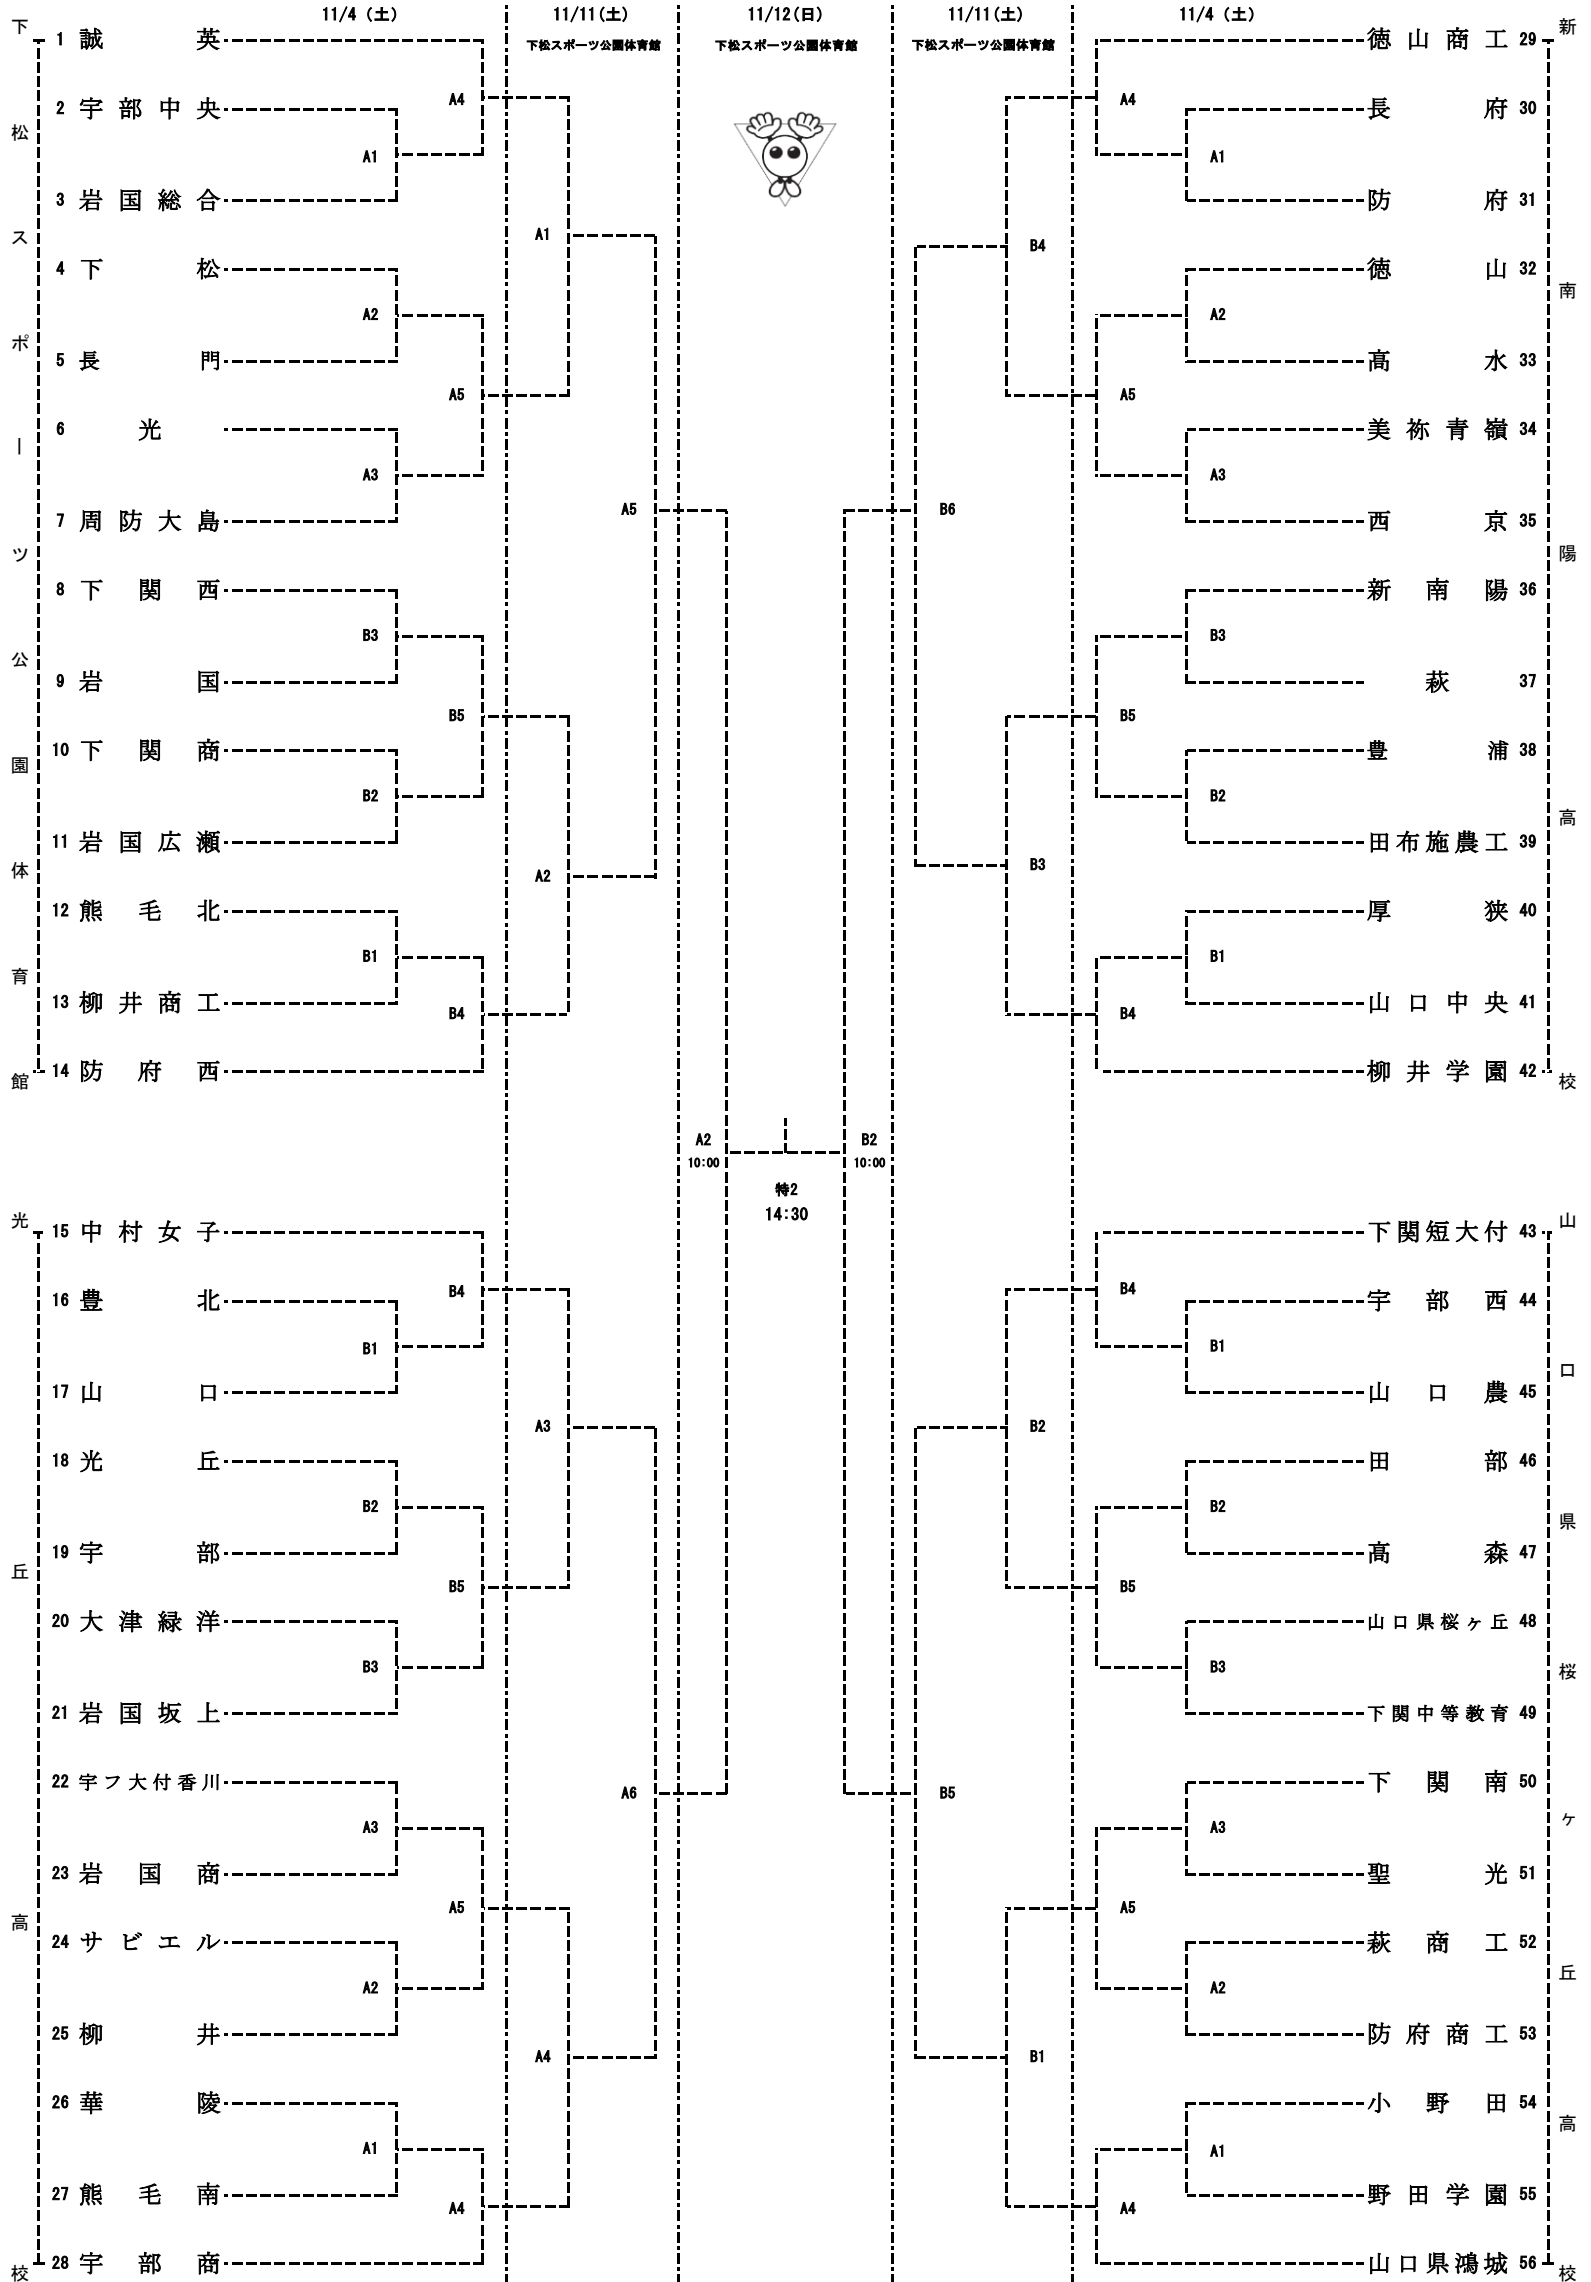 11/4 (土)
11/11(土)
11/12(日)
11/11(土)
11/4 (土)
下松スポーツ公園体育館
下松スポーツ公園体育館
下松スポーツ公園体育館
下松スポーツ公園体育館
1 誠英
2 宇部中央
3 岩国総合
4 下松
5 長門
6 光
7 周防大島
8 下関西
9 岩国
10 下関商
11 岩国広瀬
12 熊毛北
13 柳井商工
14 防府西
A4
A1
A2
A5
A3
B3
B5
B2
B1
B4
A1
A2
A5
光丘高校
15 中村女子
16 豊北
17 山口
18 光丘
19 宇部
20 大津緑洋
21 岩国坂上
22 宇フ大付香川
23 岩国商
24 サビエル
25 柳井
26 華陵
27 熊毛南
28 宇部商
B4
B1
B2
B5
B3
A3
A5
A2
A1
A4
A3
A4
A6
A2
10:00
特2
14:30
B2
10:00
新南陽高校
徳山商工 29
長府 30
防府 31
徳山 32
高水 33
美祢青嶺 34
西京 35
新南陽 36
萩 37
豊浦 38
田布施農工 39
厚狭 40
山口中央 41
柳井学園 42
A4
A1
A2
A5
A3
B3
B5
B2
B1
B4
B4
B3
B6
山口県桜ヶ丘高校
下関短大付 43
宇部西 44
山口農 45
田部 46
高森 47
山口県桜ヶ丘 48
下関中等教育 49
下関南 50
聖光 51
萩商工 52
防府商工 53
小野田 54
野田学園 55
山口県鴻城 56
B4
B1
B2
B5
B3
A3
A5
A2
A1
A4
B2
B1
B5